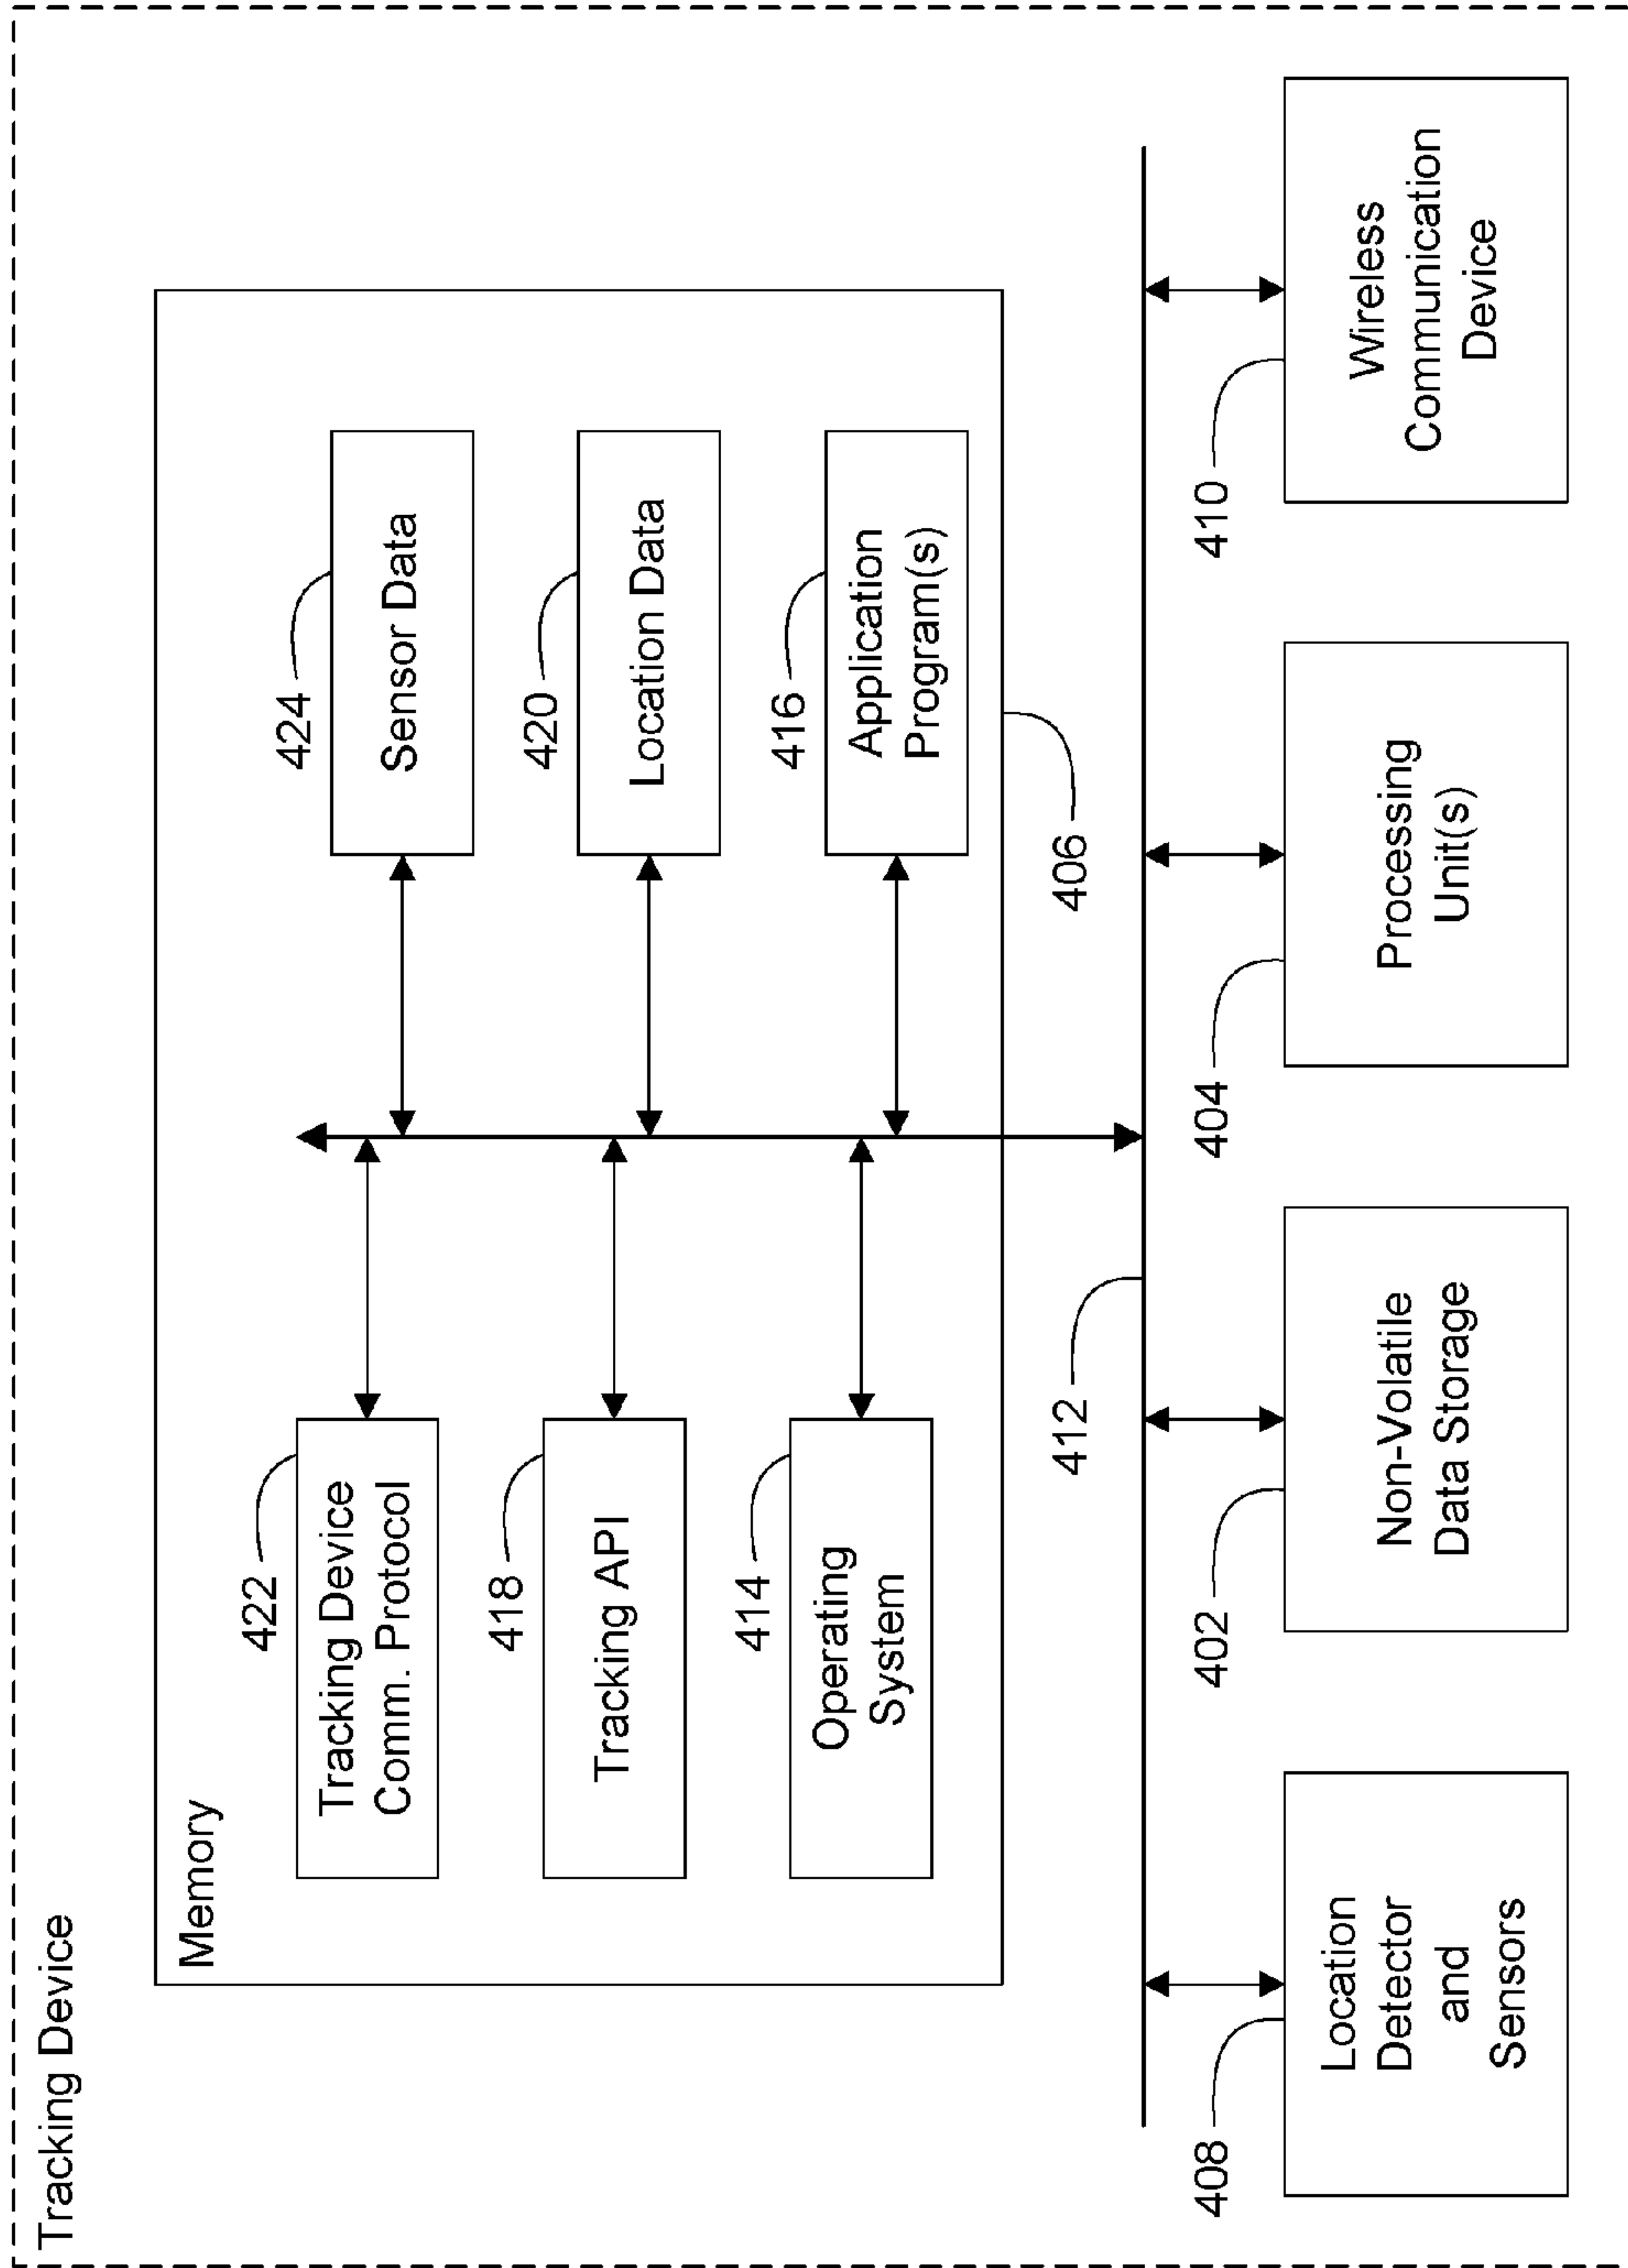 Tracking Device
Memory
422
Tracking Device
Comm. Protocol
424
Sensor Data
418
Tracking API
420
Location Data
414
Operating
System
416
Application
Program(s)
412
406
408
Location
Detector
and
Sensors
402
Non-Volatile
Data Storage
404
Processing
Unit(s)
410
Wireless
Communication
Device